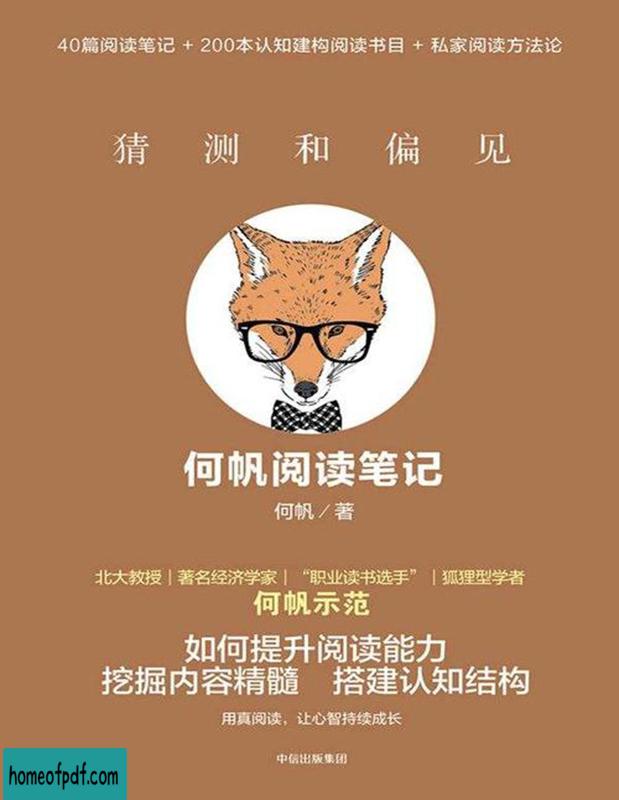 40篇阅读笔记 + 200本认知建构阅读书目 + 私家阅读方法论
猜测和偏见
何帆阅读笔记
何帆／著
北大教授｜著名经济学家｜“职业读书选手”｜狐狸型学者
何帆示范
如何提升阅读能力
挖掘内容精髓 搭建认知结构
用真阅读，让心智持续成长
中信出版集团
homeofpdf.com